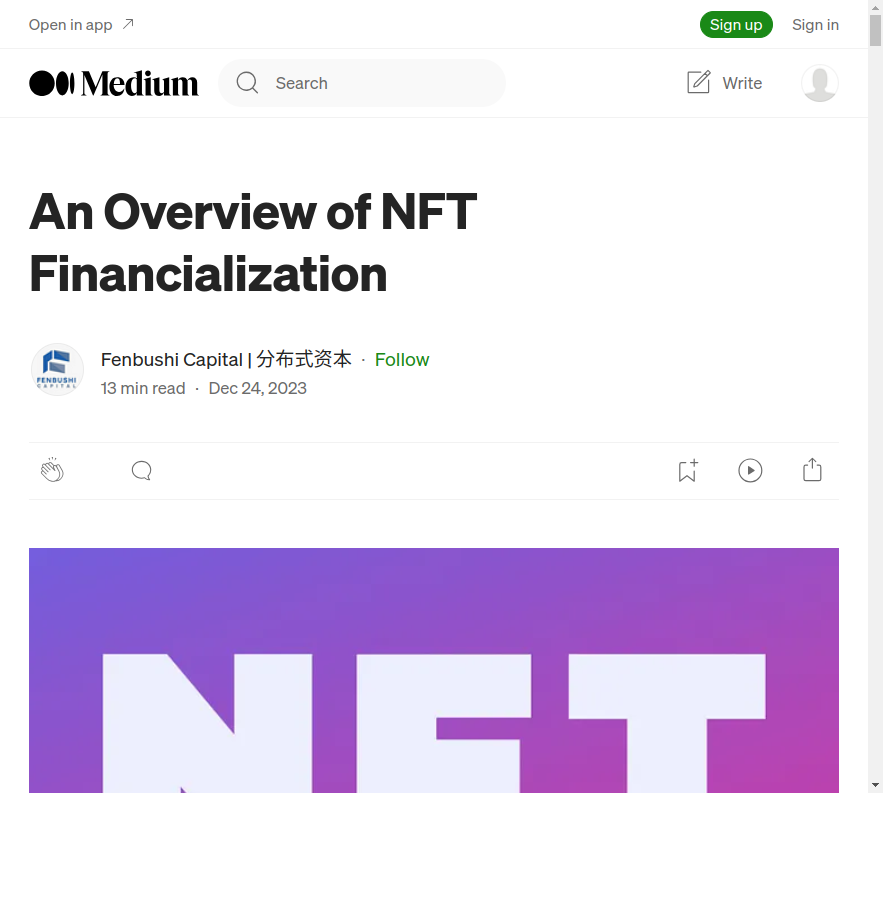 Open in app
Sign up
Sign in
Medium
Search
Write
An Overview of NFT
Financialization
FENBUSHI
CAPITAL
Fenbushi Capital | 分布式资本 · Follow
13 min read · Dec 24, 2023
NFT